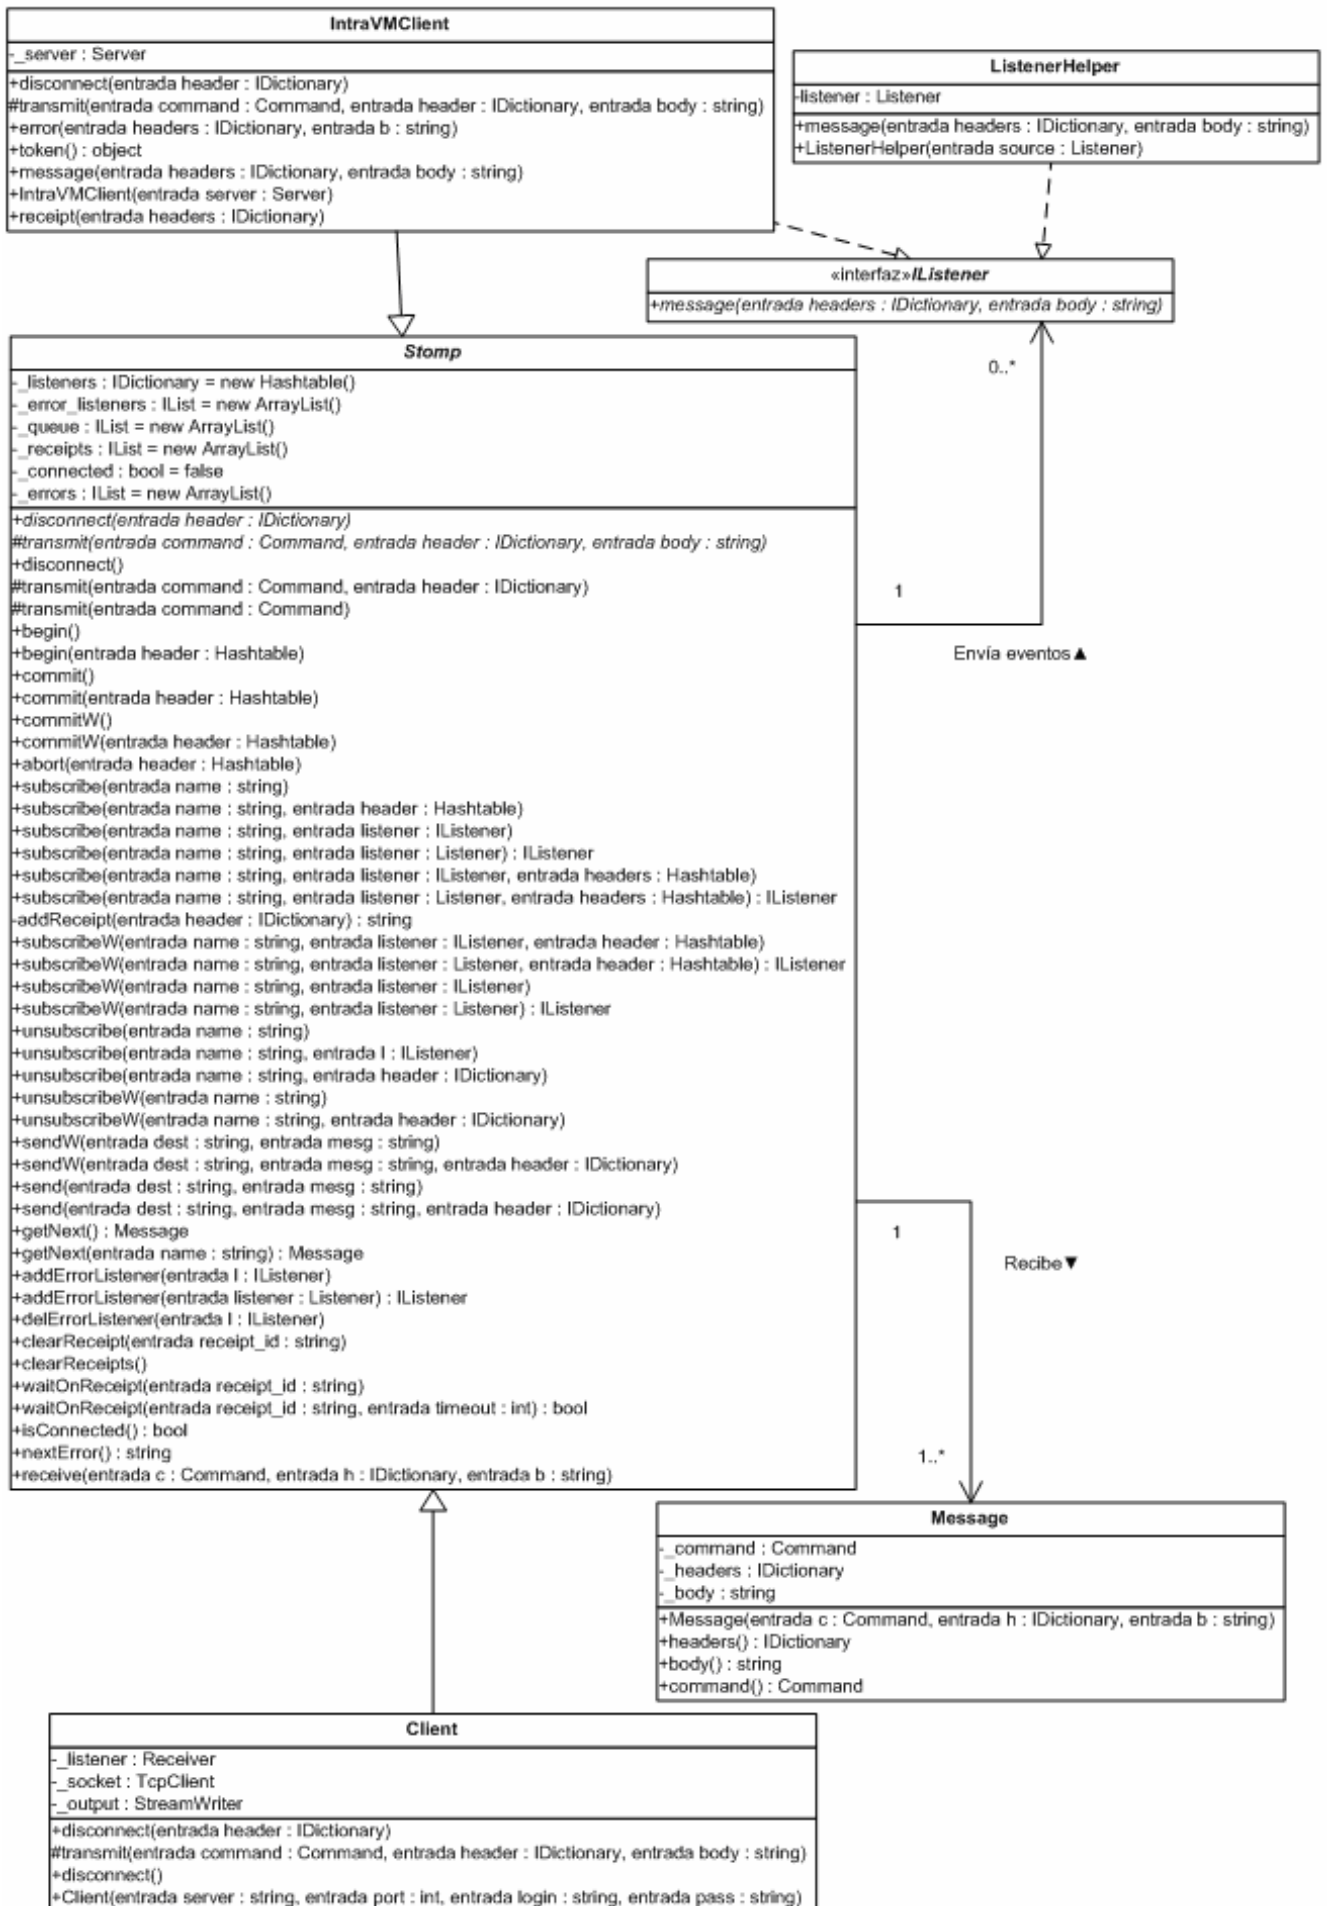 IntraVMClient
-_server : Server
+disconnect(entrada header : IDictionary)
#transmit(entrada command : Command, entrada header : IDictionary, entrada body : string)
+error(entrada headers : IDictionary, entrada b : string)
+token() : object
+message(entrada headers : IDictionary, entrada body : string)
+IntraVMClient(entrada server : Server)
+receipt(entrada headers : IDictionary)
ListenerHelper
-listener : Listener
+message(entrada headers : IDictionary, entrada body : string)
+ListenerHelper(entrada source : Listener)
«interfaz»IListener
+message(entrada headers : IDictionary, entrada body : string)
0..*
Stomp
-_listeners : IDictionary = new Hashtable()
-_error_listeners : IList = new ArrayList()
-_queue : IList = new ArrayList()
-_receipts : IList = new ArrayList()
-_connected : bool = false
-_errors : IList = new ArrayList()
+disconnect(entrada header : IDictionary)
#transmit(entrada command : Command, entrada header : IDictionary, entrada body : string)
+disconnect()
#transmit(entrada command : Command, entrada header : IDictionary)
#transmit(entrada command : Command)
+begin()
+begin(entrada header : Hashtable)
+commit()
+commit(entrada header : Hashtable)
+commitW()
+commitW(entrada header : Hashtable)
+abort(entrada header : Hashtable)
+subscribe(entrada name : string)
+subscribe(entrada name : string, entrada header : Hashtable)
+subscribe(entrada name : string, entrada listener : IListener)
+subscribe(entrada name : string, entrada listener : Listener) : IListener
+subscribe(entrada name : string, entrada listener : IListener, entrada headers : Hashtable)
+subscribe(entrada name : string, entrada listener : Listener, entrada headers : Hashtable) : IListener
-addReceipt(entrada header : IDictionary) : string
+subscribeW(entrada name : string, entrada listener : IListener, entrada header : Hashtable)
+subscribeW(entrada name : string, entrada listener : Listener, entrada header : Hashtable) : IListener
+subscribeW(entrada name : string, entrada listener : IListener)
+subscribeW(entrada name : string, entrada listener : Listener) : IListener
+unsubscribe(entrada name : string)
+unsubscribe(entrada name : string, entrada l : IListener)
+unsubscribe(entrada name : string, entrada header : IDictionary)
+unsubscribeW(entrada name : string)
+unsubscribeW(entrada name : string, entrada header : IDictionary)
+sendW(entrada dest : string, entrada mesg : string)
+sendW(entrada dest : string, entrada mesg : string, entrada header : IDictionary)
+send(entrada dest : string, entrada mesg : string)
+send(entrada dest : string, entrada mesg : string, entrada header : IDictionary)
+getNext() : Message
+getNext(entrada name : string) : Message
+addErrorListener(entrada l : IListener)
+addErrorListener(entrada listener : Listener) : IListener
+delErrorListener(entrada l : IListener)
+clearReceipt(entrada receipt_id : string)
+clearReceipts()
+waitOnReceipt(entrada receipt_id : string)
+waitOnReceipt(entrada receipt_id : string, entrada timeout : int) : bool
+isConnected() : bool
+nextError() : string
+receive(entrada c : Command, entrada h : IDictionary, entrada b : string)
1
Envía eventos▲
1
Recibe▼
1..*
Message
-_command : Command
-_headers : IDictionary
-_body : string
+Message(entrada c : Command, entrada h : IDictionary, entrada b : string)
+headers() : IDictionary
+body() : string
+command() : Command
Client
-_listener : Receiver
-_socket : TcpClient
-_output : StreamWriter
+disconnect(entrada header : IDictionary)
#transmit(entrada command : Command, entrada header : IDictionary, entrada body : string)
+disconnect()
+Client(entrada server : string, entrada port : int, entrada login : string, entrada pass : string)